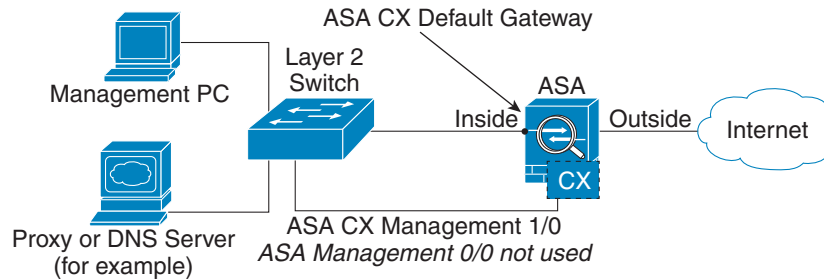 ASA CX Default Gateway
Layer 2
Switch
ASA
Management PC
Inside
Outside
Internet
CX
Proxy or DNS Server
(for example)
ASA CX Management 1/0
ASA Management 0/0 not used